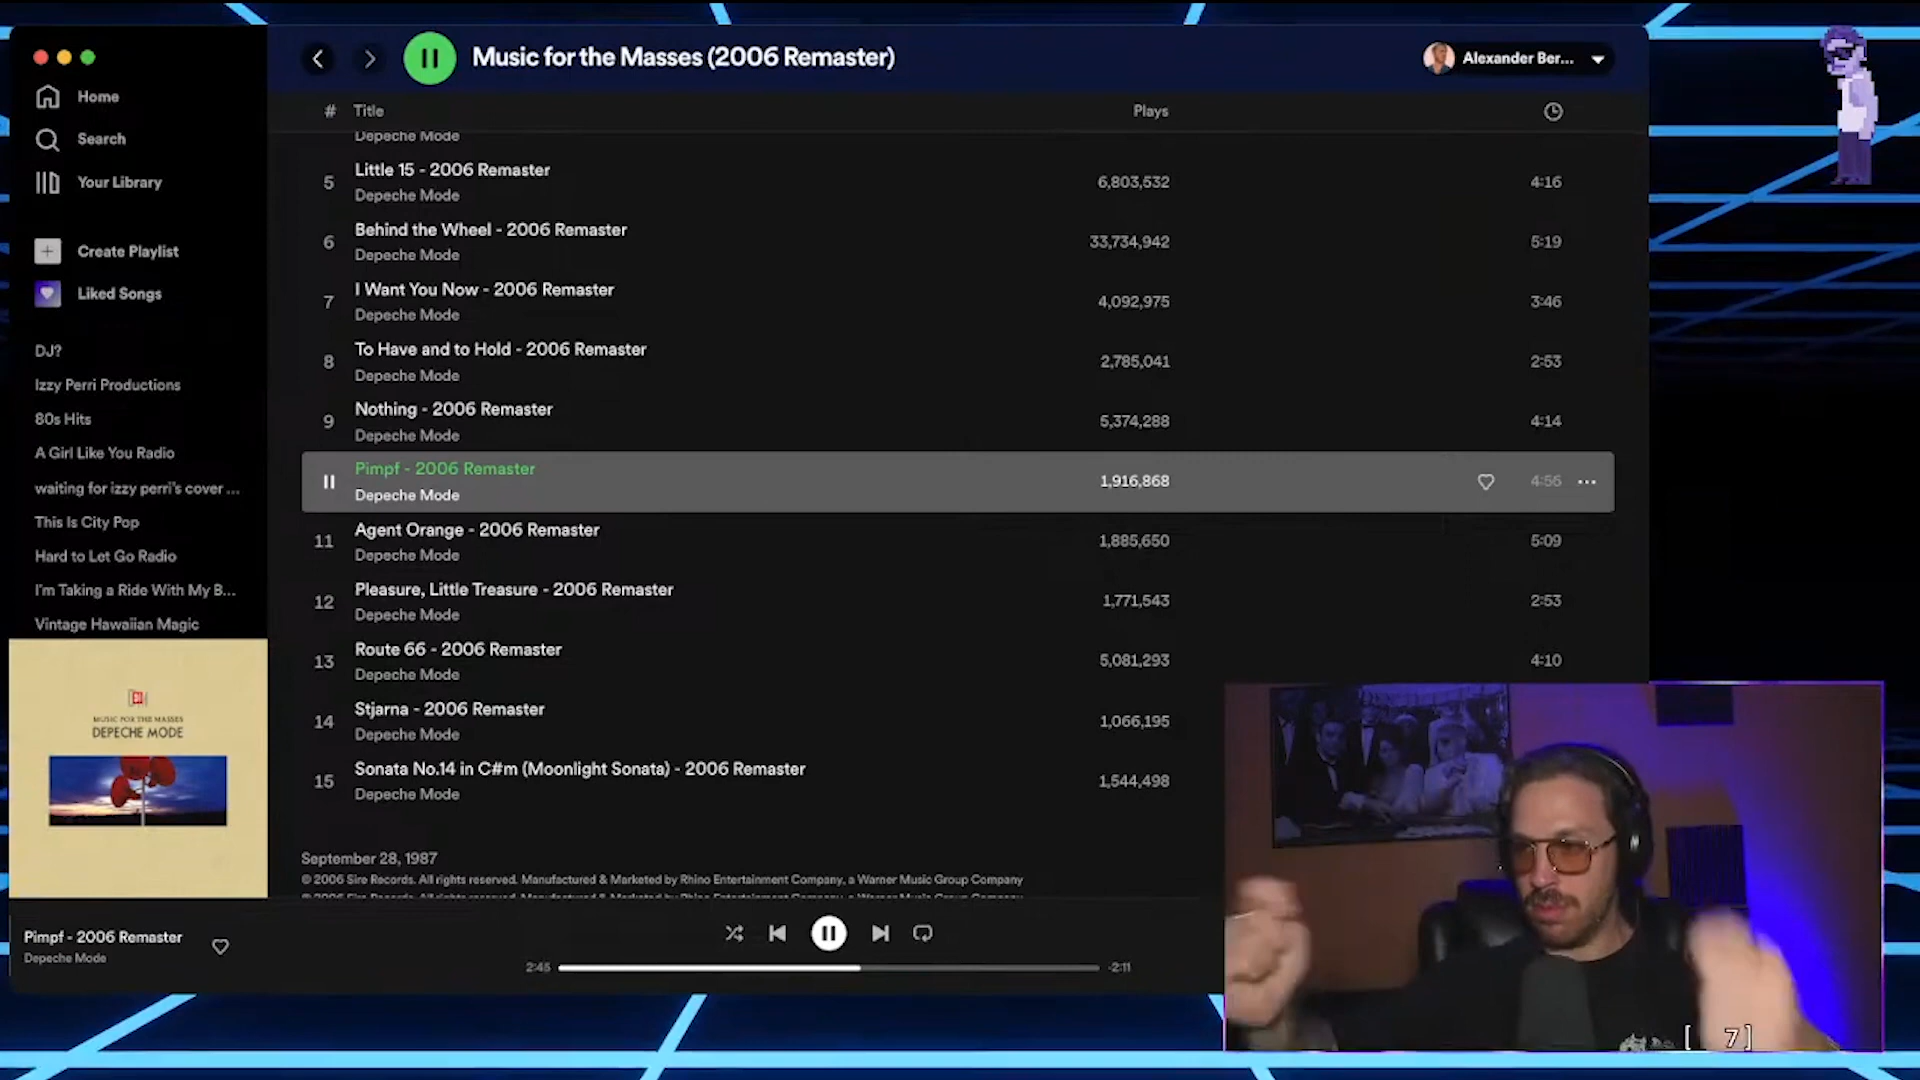 Music for the Masses (2006 Remaster)
Alexander Ber...
Home
Search
Your Library
Create Playlist
Liked Songs
DJ?
Izzy Perri Productions
80s Hits
A Girl Like You Radio
waiting for izzy perri's cover ...
This Is City Pop
Hard to Let Go Radio
I'm Taking a Ride With My B...
Vintage Hawaiian Magic
MUSIC FOR THE MASSES
DEPECHE MODE
# Title Plays
Depeche Mode
5 Little 15 - 2006 Remaster 6,803,532 4:16
Depeche Mode
6 Behind the Wheel - 2006 Remaster 33,734,942 5:19
Depeche Mode
7 I Want You Now - 2006 Remaster 4,092,975 3:46
Depeche Mode
8 To Have and to Hold - 2006 Remaster 2,785,041 2:53
Depeche Mode
9 Nothing - 2006 Remaster 5,374,288 4:14
Depeche Mode
Pimpf - 2006 Remaster 1,916,868 4:56
Depeche Mode
11 Agent Orange - 2006 Remaster 1,885,650 5:09
Depeche Mode
12 Pleasure, Little Treasure - 2006 Remaster 1,771,543 2:53
Depeche Mode
13 Route 66 - 2006 Remaster 5,081,293 4:10
Depeche Mode
14 Stjarna - 2006 Remaster 1,066,195
Depeche Mode
15 Sonata No.14 in C#m (Moonlight Sonata) - 2006 Remaster 1,544,498
Depeche Mode
September 28, 1987
© 2006 Sire Records. All rights reserved. Manufactured & Marketed by Rhino Entertainment Company, a Warner Music Group Company
Pimpf - 2006 Remaster
Depeche Mode
2:45 -2:11
[ 7]